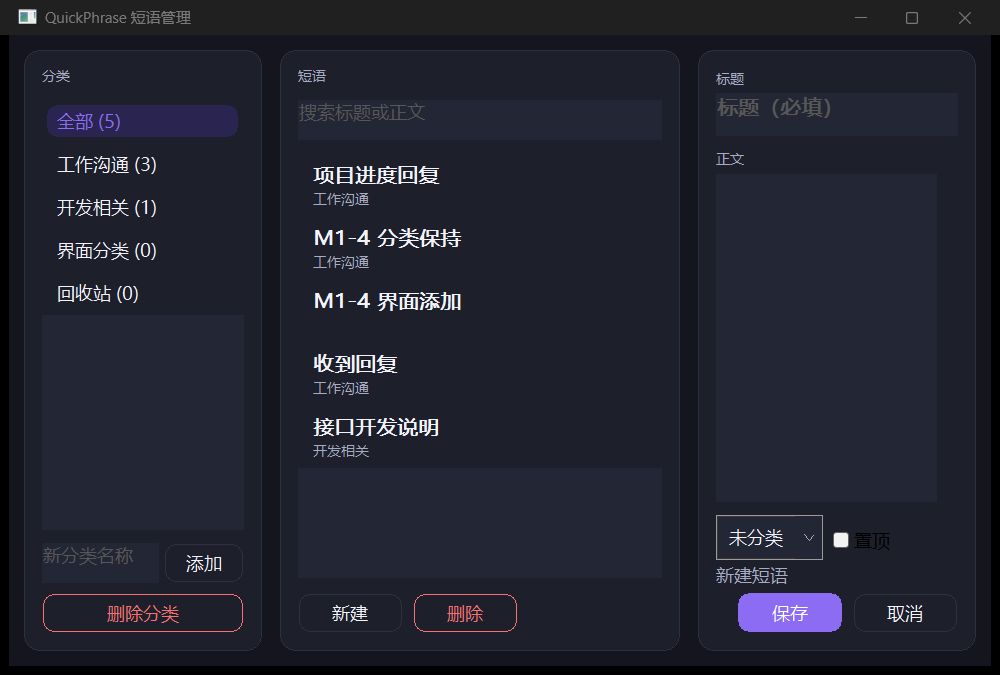 QuickPhrase 短语管理
分类
全部 (5)
工作沟通 (3)
开发相关 (1)
界面分类 (0)
回收站 (0)
新分类名称
添加
删除分类
短语
搜索标题或正文
项目进度回复
工作沟通
M1-4 分类保持
工作沟通
M1-4 界面添加
收到回复
工作沟通
接口开发说明
开发相关
新建
删除
标题
标题（必填）
正文
未分类
置顶
新建短语
保存
取消